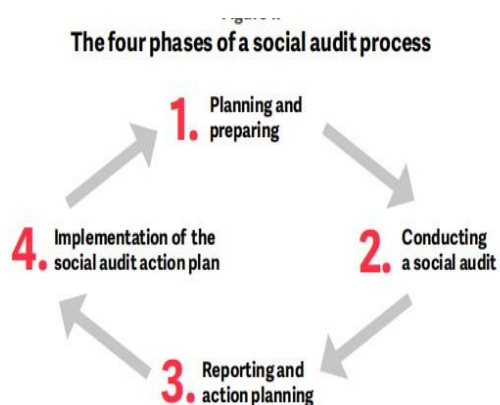 The four phases of a social audit process
1. Planning and
preparing
2. Conducting
a social audit
3. Reporting and
action planning
4. Implementation of the
social audit action plan